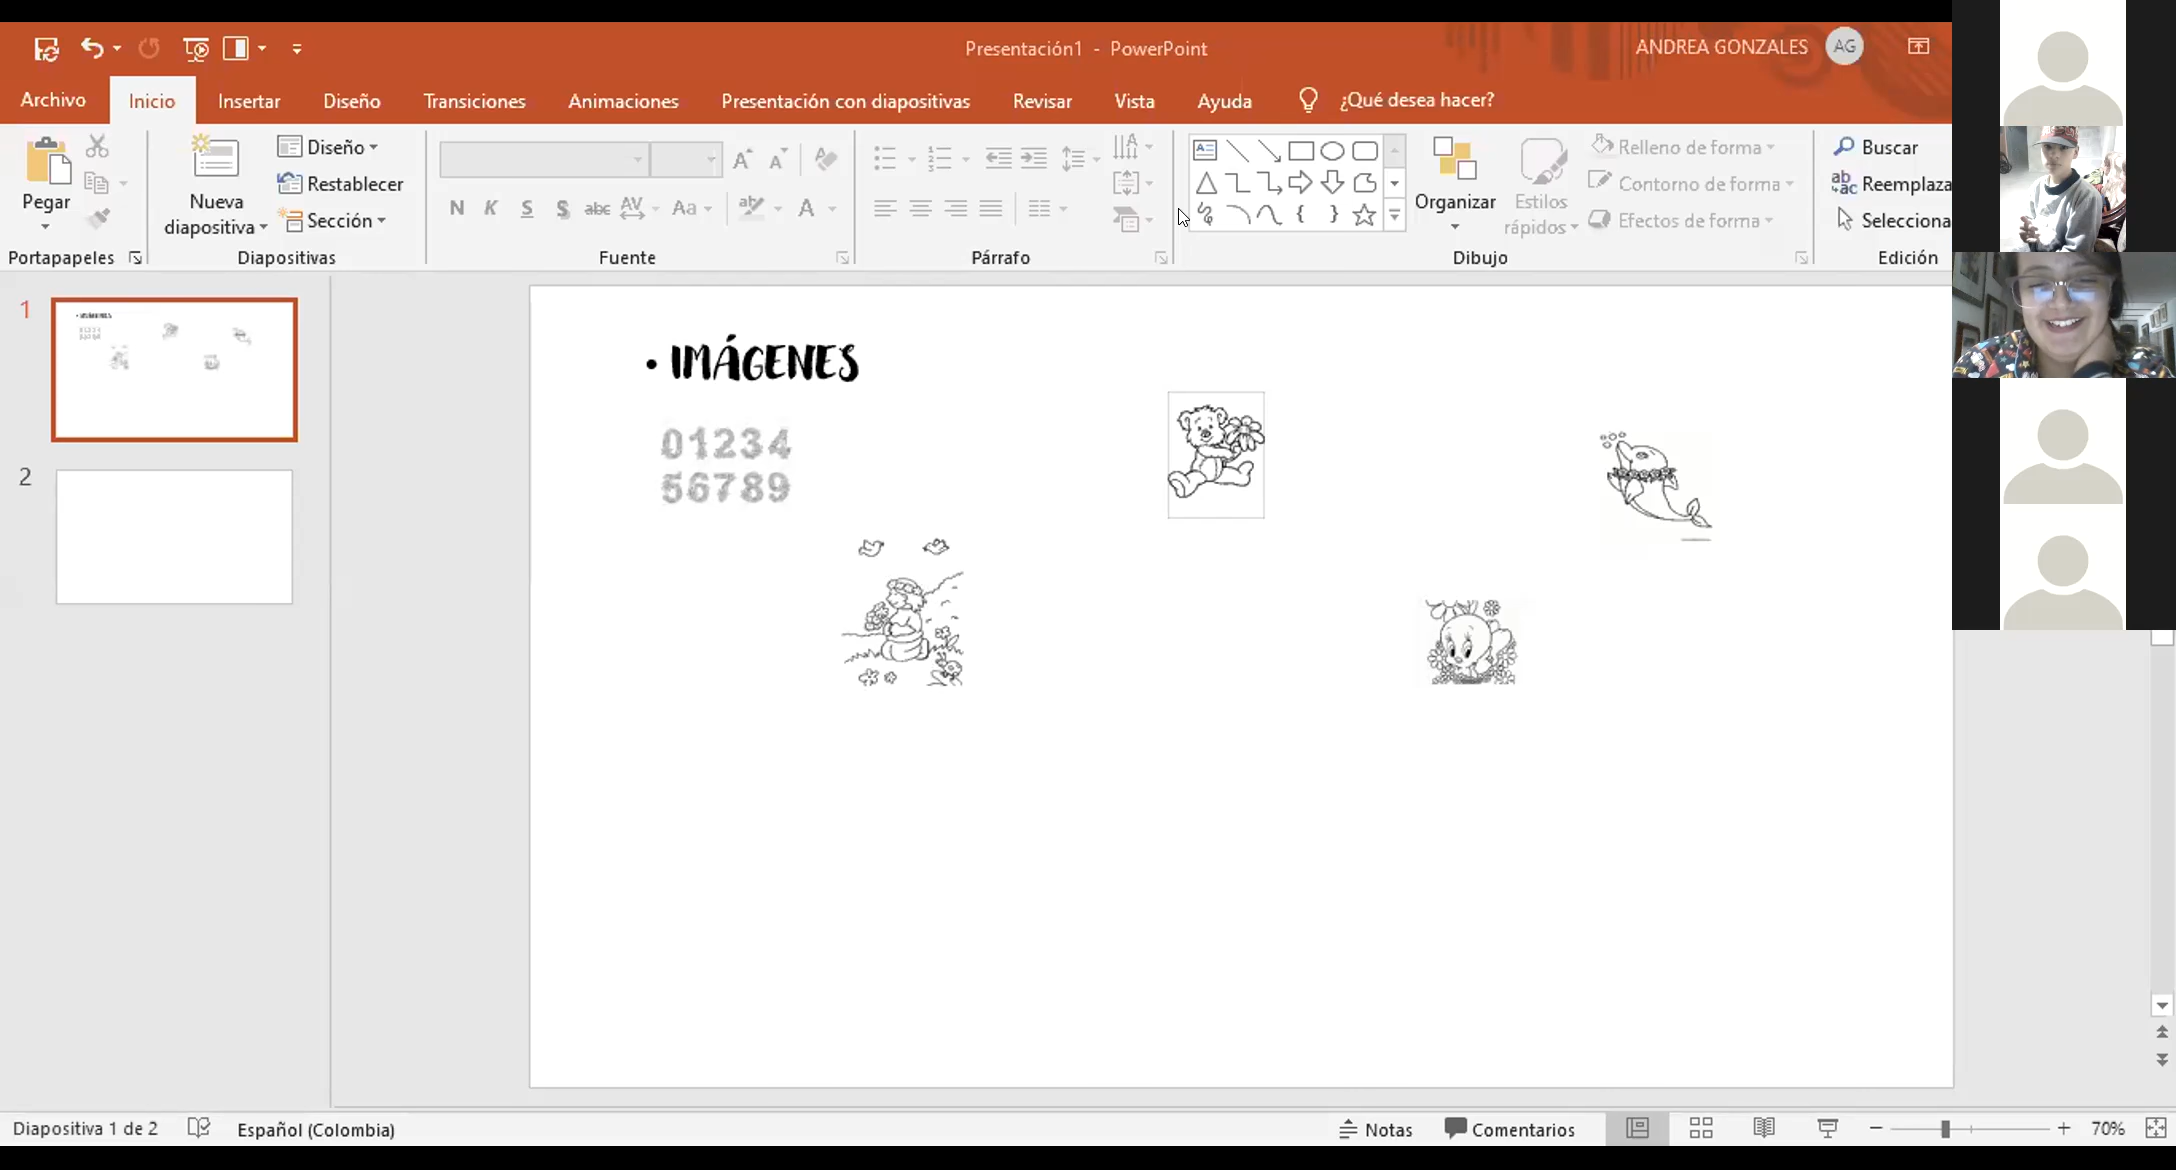 Presentación1 - PowerPoint
ANDREA GONZALES
AG
Archivo
Inicio
Insertar
Diseño
Transiciones
Animaciones
Presentación con diapositivas
Revisar
Vista
Ayuda
¿Qué desea hacer?
Pegar
Portapapeles
Nueva
diapositiva
Diseño
Restablecer
Sección
Diapositivas
N K S S abc AV Aa A
Fuente
Párrafo
Organizar
Estilos
rápidos
Relleno de forma
Contorno de forma
Efectos de forma
Dibujo
Buscar
Reemplaza
Selecciona
Edición
1
2
• IMÁGENES
01234
56789
Diapositiva 1 de 2
Español (Colombia)
Notas
Comentarios
70%